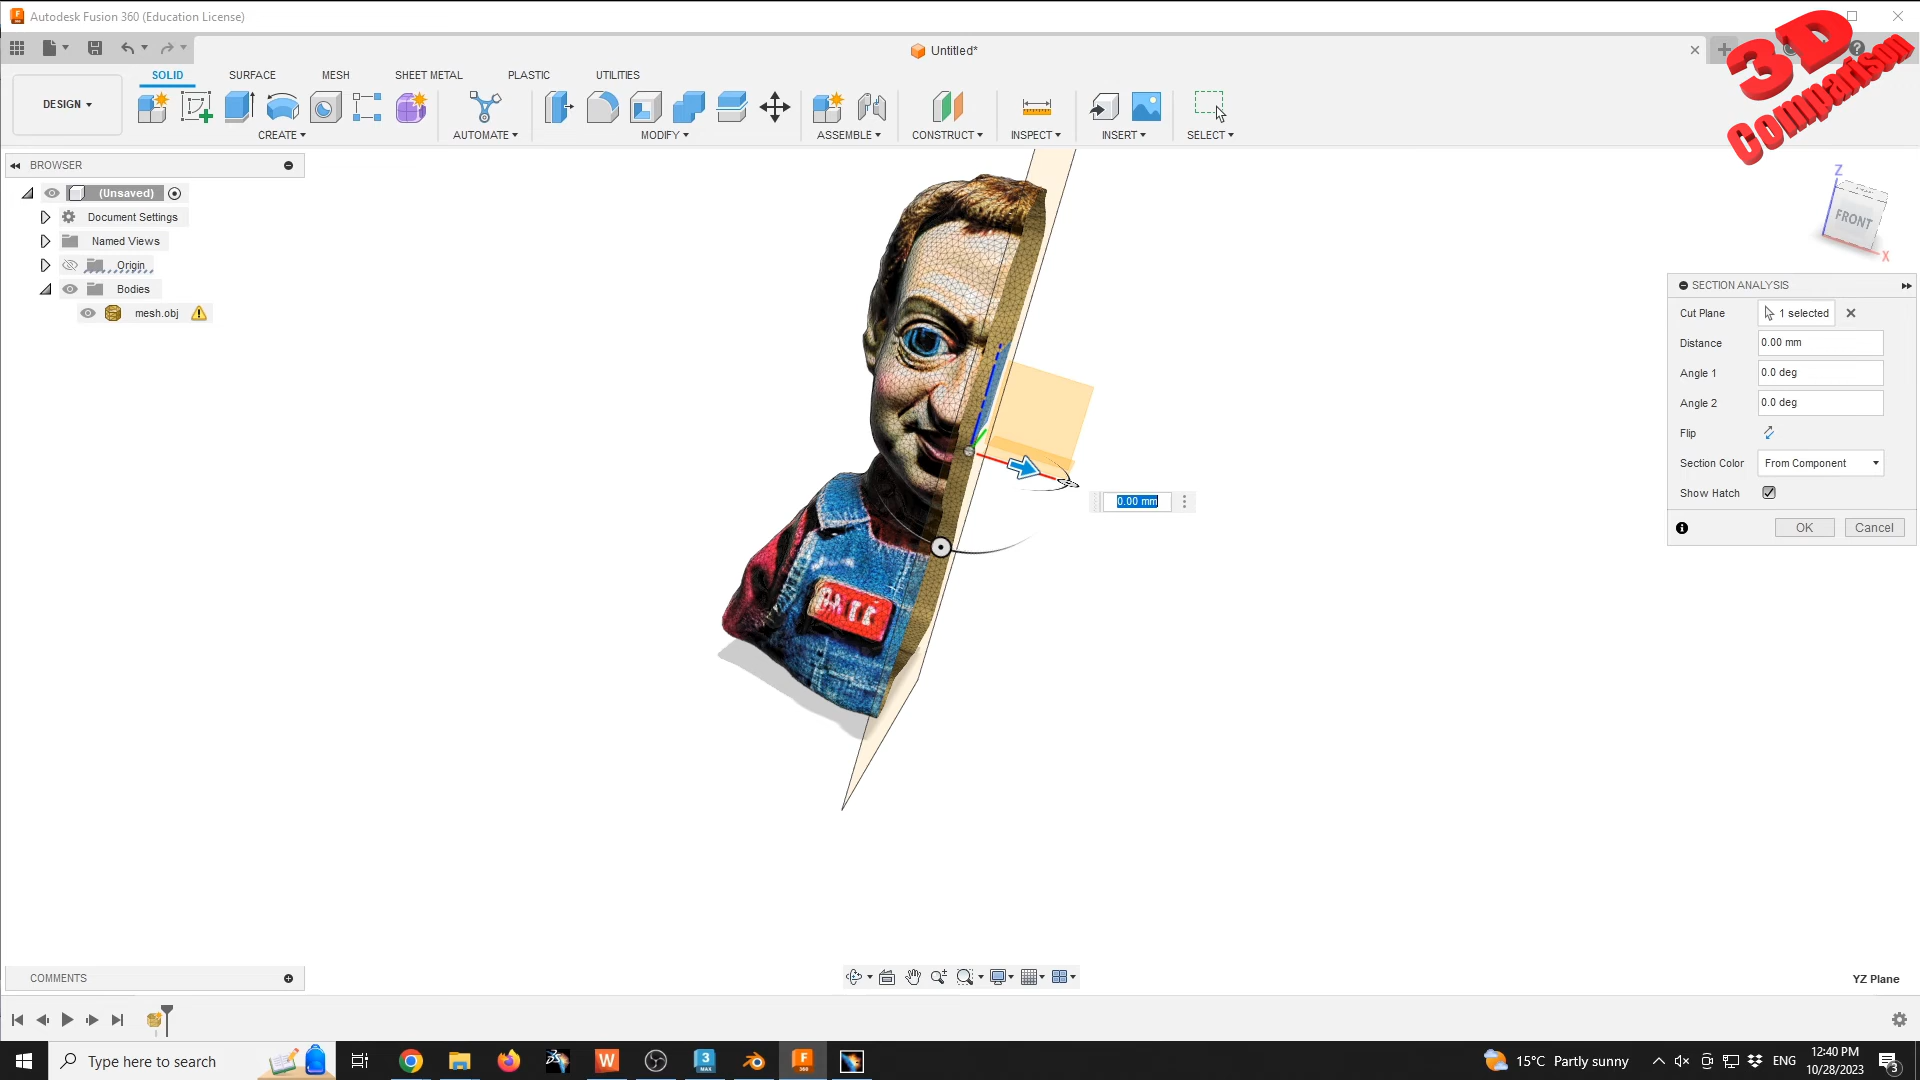 Autodesk Fusion 360 (Education License)
Untitled*
3D
Comparison
SOLID SURFACE MESH SHEET METAL PLASTIC UTILITIES
DESIGN
CREATE AUTOMATE MODIFY ASSEMBLE CONSTRUCT INSPECT INSERT SELECT
BROWSER
(Unsaved)
Document Settings
Named Views
Origin
Bodies
mesh.obj
Z
FRONT
X
SECTION ANALYSIS
Cut Plane 1 selected
Distance 0.00 mm
Angle 1 0.0 deg
Angle 2 0.0 deg
Flip
Section Color From Component
Show Hatch
OK Cancel
0.00 mm
COMMENTS
YZ Plane
Type here to search
W
3
MAX
F
360
15°C Partly sunny
ENG
12:40 PM
10/28/2023
3